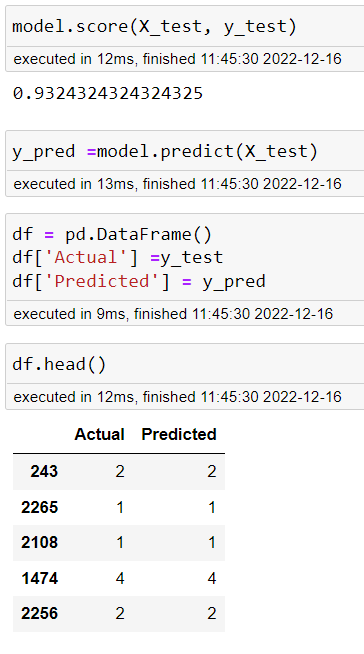 model.score(X_test, y_test)
executed in 12ms, finished 11:45:30 2022-12-16
0.9324324324324325
y_pred =model.predict(X_test)
executed in 13ms, finished 11:45:30 2022-12-16
df = pd.DataFrame()
df['Actual'] =y_test
df['Predicted'] = y_pred
executed in 9ms, finished 11:45:30 2022-12-16
df.head()
executed in 12ms, finished 11:45:30 2022-12-16
Actual Predicted
243 2 2
2265 1 1
2108 1 1
1474 4 4
2256 2 2